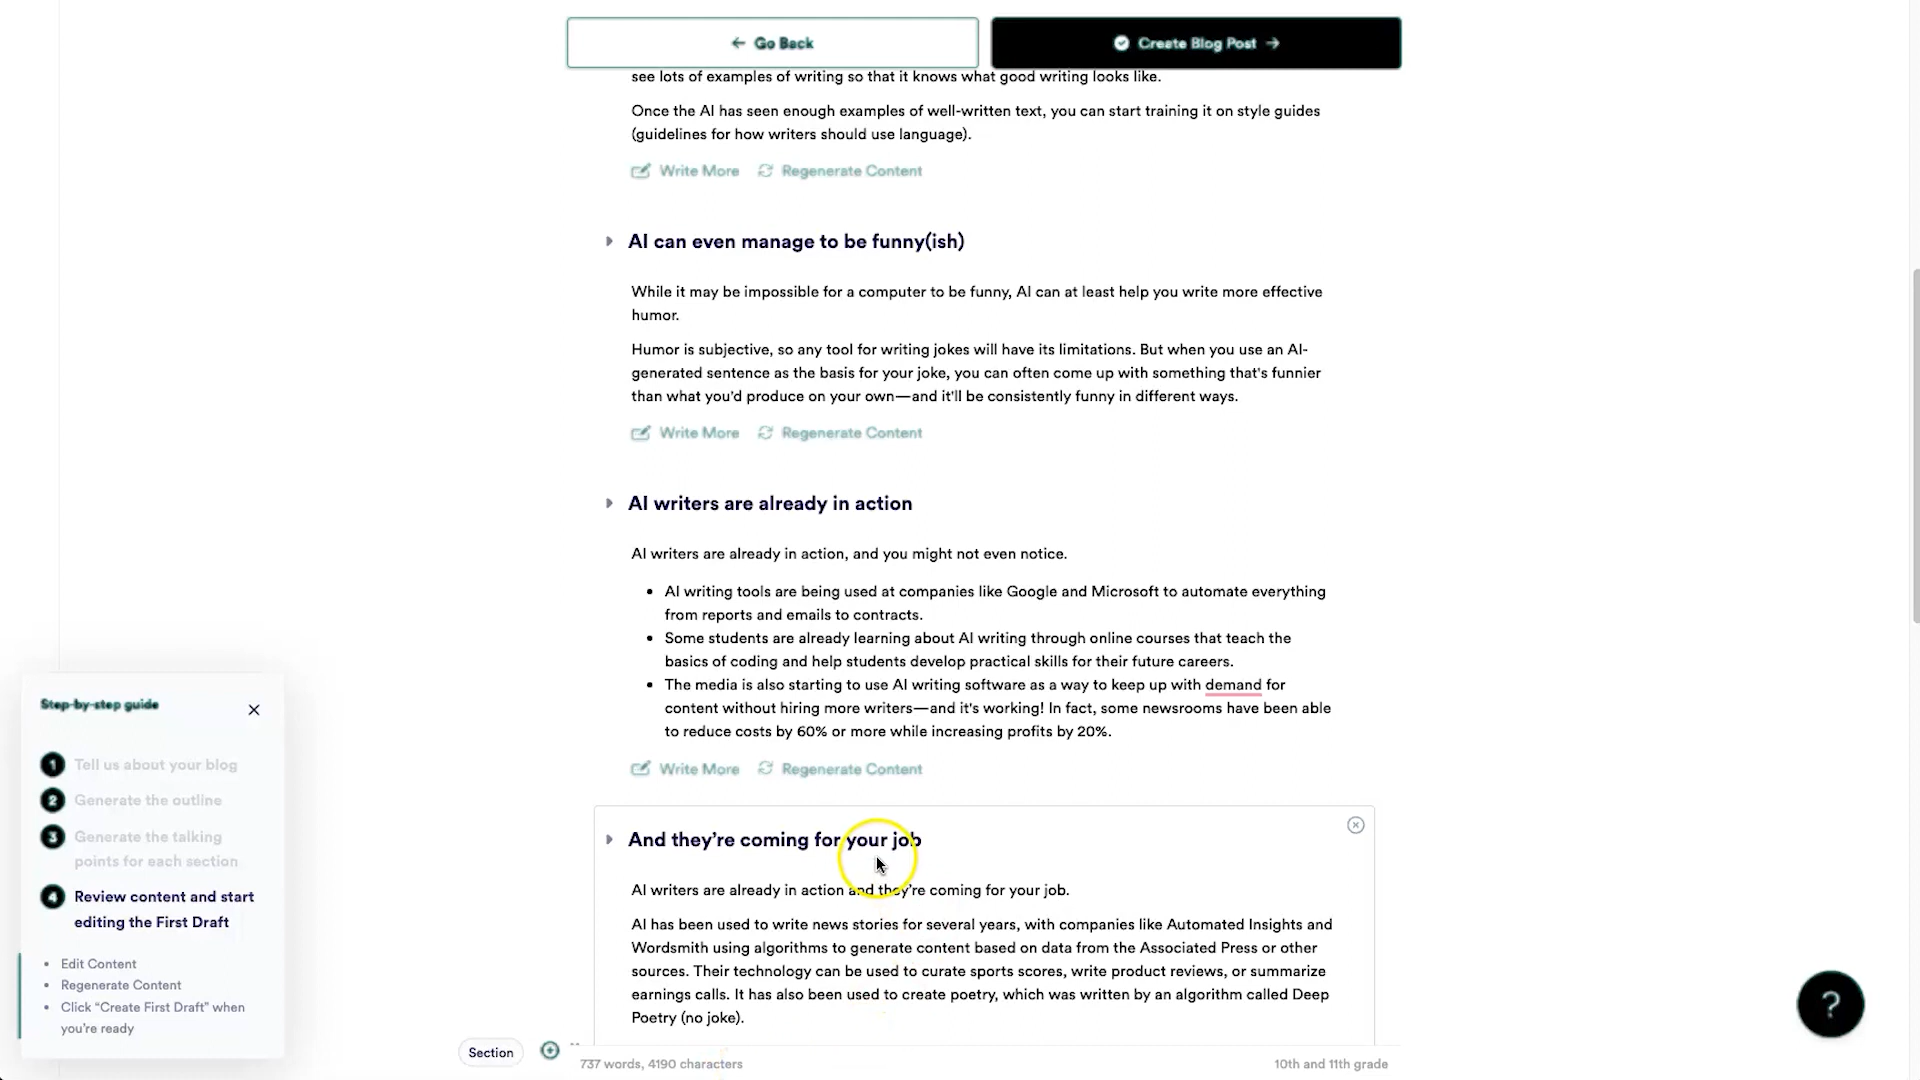 ← Go Back
Create Blog Post →
see lots of examples of writing so that it knows what good writing looks like.
Once the AI has seen enough examples of well-written text, you can start training it on style guides
(guidelines for how writers should use language).
Write More Regenerate Content
AI can even manage to be funny(ish)
While it may be impossible for a computer to be funny, AI can at least help you write more effective
humor.
Humor is subjective, so any tool for writing jokes will have its limitations. But when you use an AI-
generated sentence as the basis for your joke, you can often come up with something that's funnier
than what you'd produce on your own—and it'll be consistently funny in different ways.
Write More Regenerate Content
AI writers are already in action
AI writers are already in action, and you might not even notice.
• AI writing tools are being used at companies like Google and Microsoft to automate everything
from reports and emails to contracts.
• Some students are already learning about AI writing through online courses that teach the
basics of coding and help students develop practical skills for their future careers.
• The media is also starting to use AI writing software as a way to keep up with demand for
content without hiring more writers—and it's working! In fact, some newsrooms have been able
to reduce costs by 60% or more while increasing profits by 20%.
Write More Regenerate Content
And they're coming for your job
AI writers are already in action and they're coming for your job.
AI has been used to write news stories for several years, with companies like Automated Insights and
Wordsmith using algorithms to generate content based on data from the Associated Press or other
sources. Their technology can be used to curate sports scores, write product reviews, or summarize
earnings calls. It has also been used to create poetry, which was written by an algorithm called Deep
Poetry (no joke).
Section
737 words, 4190 characters
10th and 11th grade
Step-by-step guide
1 Tell us about your blog
2 Generate the outline
3 Generate the talking
points for each section
4 Review content and start
editing the First Draft
• Edit Content
• Regenerate Content
• Click “Create First Draft” when
you're ready
?